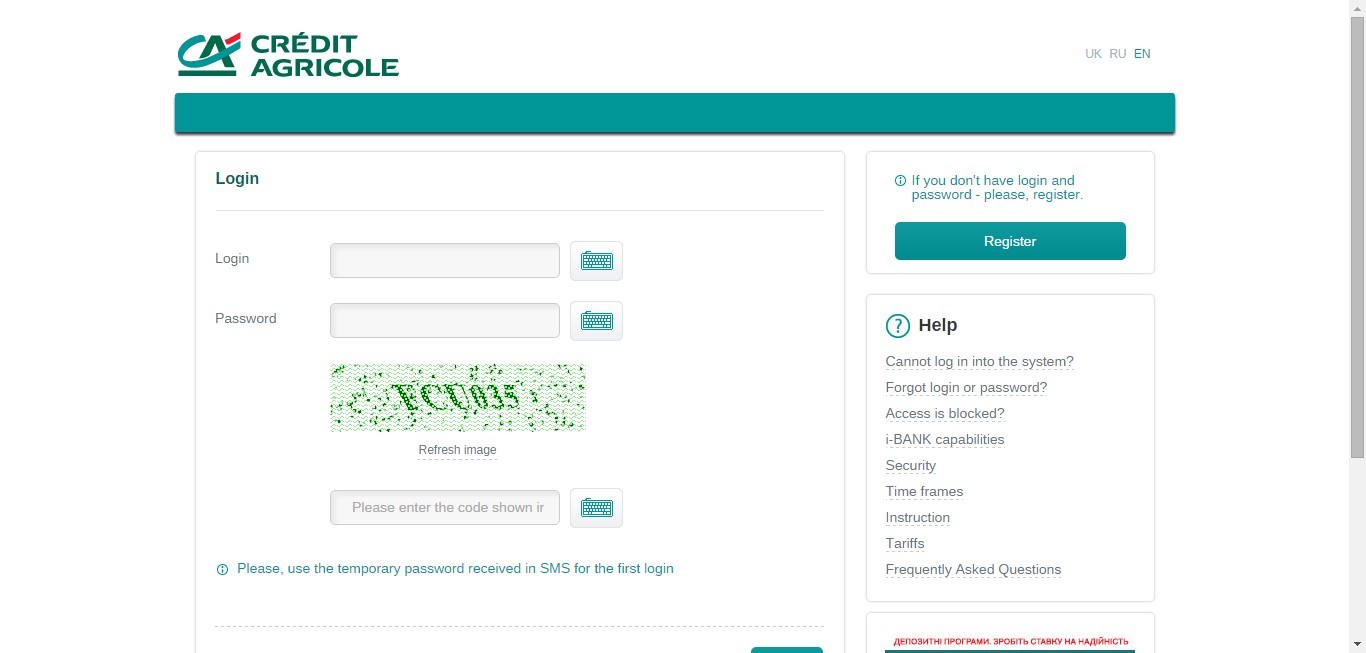 CRÉDIT
AGRICOLE
UK RU EN
Login
Login
Password
Refresh image
Please enter the code shown ir
Please, use the temporary password received in SMS for the first login
If you don't have login and
password - please, register.
Register
? Help
Cannot log in into the system?
Forgot login or password?
Access is blocked?
i-BANK capabilities
Security
Time frames
Instruction
Tariffs
Frequently Asked Questions
ДЕПОЗИТНІ ПРОГРАМИ. ЗРОБІТЬ СТАВКУ НА НАДІЙНІСТЬ